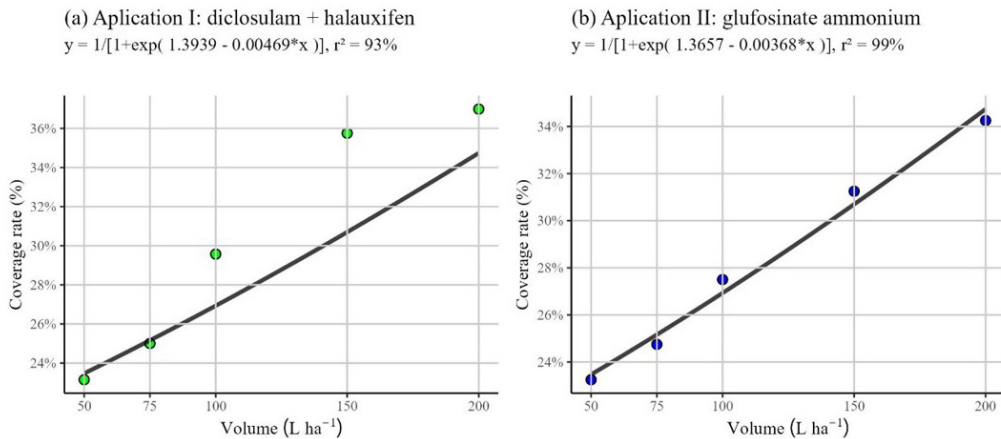 (a) Aplication I: diclosulam + halauxifen
y = 1/[1+exp( 1.3939 - 0.00469*x )], r² = 93%
Coverage rate (%)
36%
34%
32%
30%
28%
26%
24%
50 75 100 150 200
Volume (L ha⁻¹)
(b) Aplication II: glufosinate ammonium
y = 1/[1+exp( 1.3657 - 0.00368*x )], r² = 99%
Coverage rate (%)
34%
32%
30%
28%
26%
24%
50 75 100 150 200
Volume (L ha⁻¹)